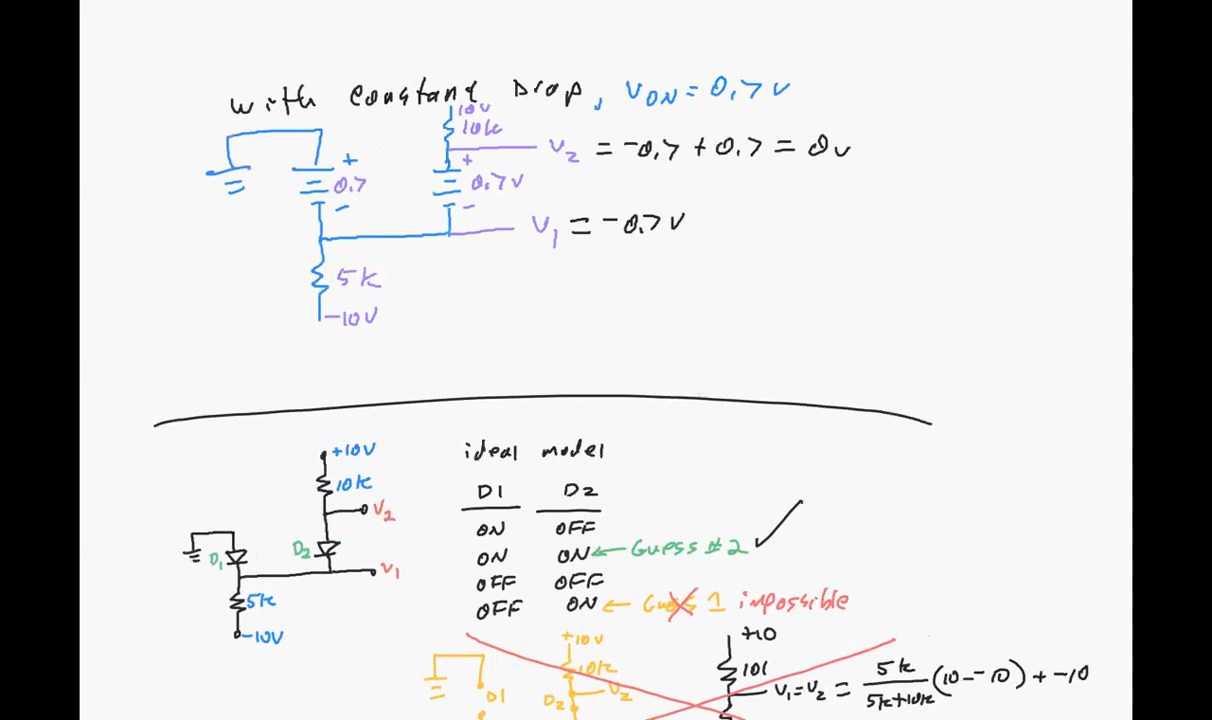 with constant Drop, VON = 0.7 V
10V
10k
V2 = -0.7 + 0.7 = 0V
+ +
0.7 0.7V
- -
V1 = -0.7 V
5k
-10V
+10V ideal model
10k D1 D2
V2
ON OFF
D1 D2 ON ON ← Guess #2 ✓
V1
OFF OFF
5k OFF ON ← Guess 1 impossible
-10V
+10V +10
10k 101
D1 D2 V2 V1 = V2 = 5k / 5k+10k (10 - -10) + -10